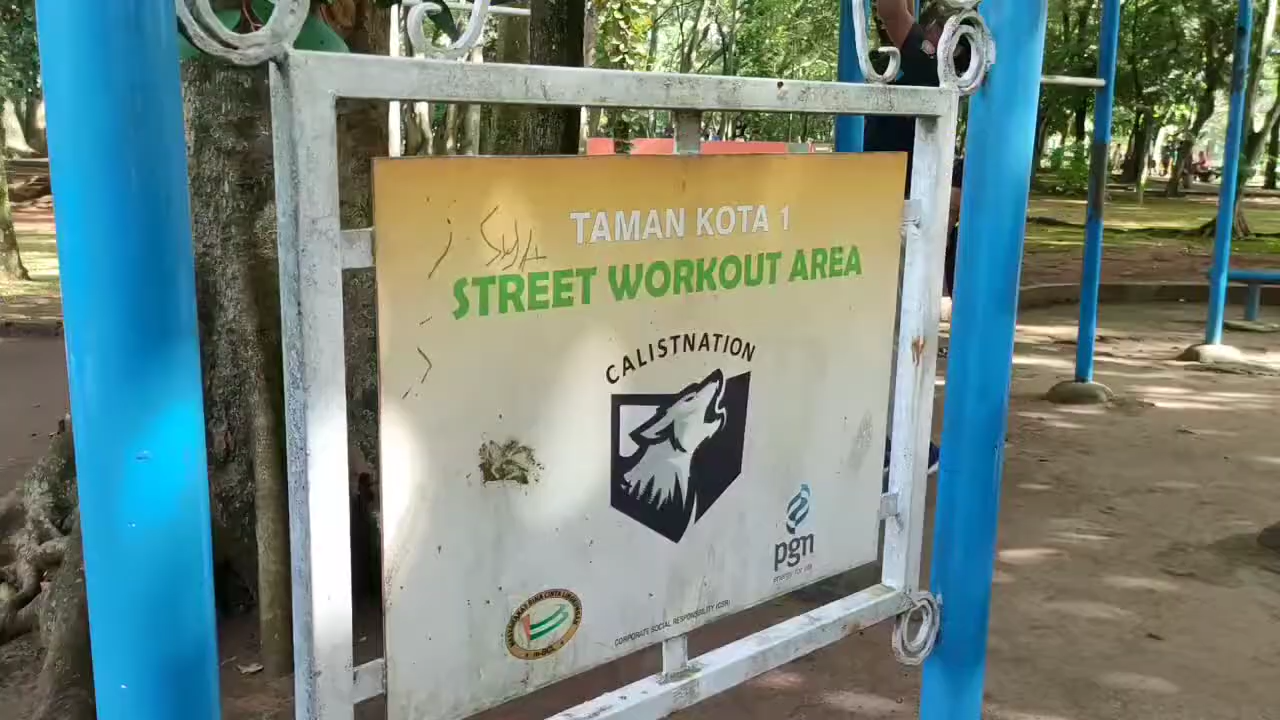 TAMAN KOTA 1
STREET WORKOUT AREA
CALISTNATION
pgn
energy for life
CORPORATE SOCIAL RESPONSIBILITY (CSR)